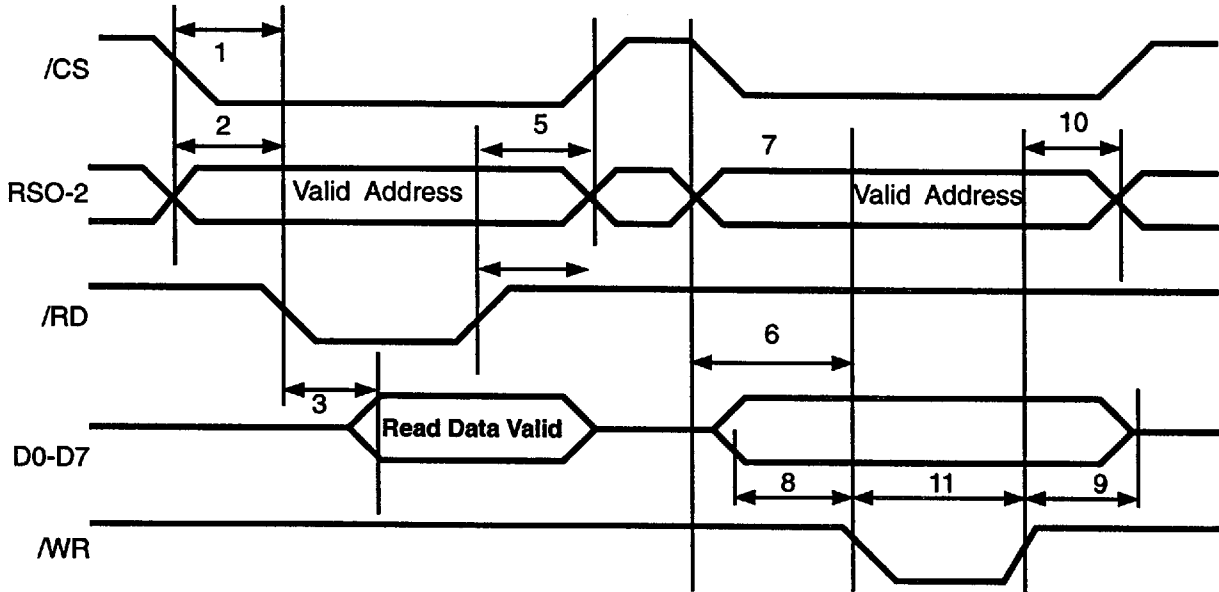 1
/CS
2
5
7
10
RSO-2
Valid Address
Valid Address
/RD
6
3
Read Data Valid
D0-D7
8
11
9
/WR